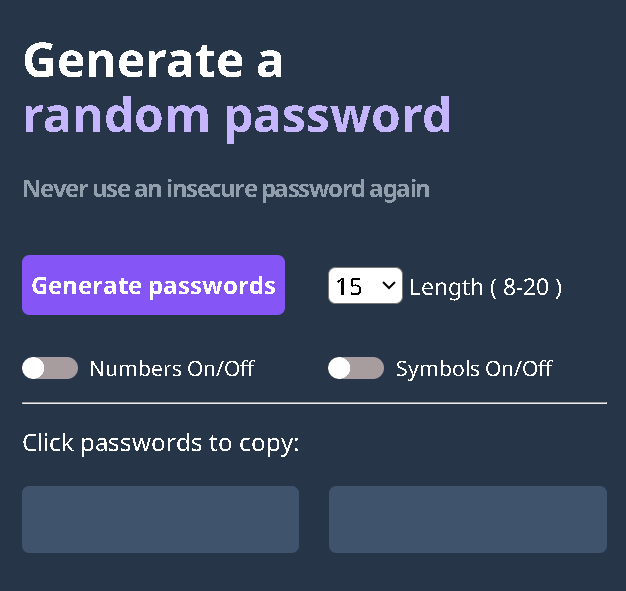 Generate a
random password
Never use an insecure password again
Generate passwords
15
Length ( 8-20 )
Numbers On/Off
Symbols On/Off
Click passwords to copy: